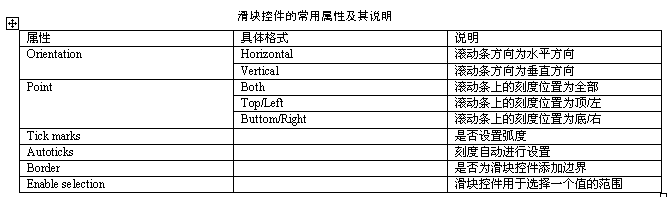 滑块控件的常用属性及其说明
属性 具体格式 说明
Orientation Horizontal 滚动条方向为水平方向
Vertical 滚动条方向为垂直方向
Point Both 滚动条上的刻度位置为全部
Top/Left 滚动条上的刻度位置为顶/左
Buttom/Right 滚动条上的刻度位置为底/右
Tick marks 是否设置弧度
Autoticks 刻度自动进行设置
Border 是否为滑块控件添加边界
Enable selection 滑块控件用于选择一个值的范围